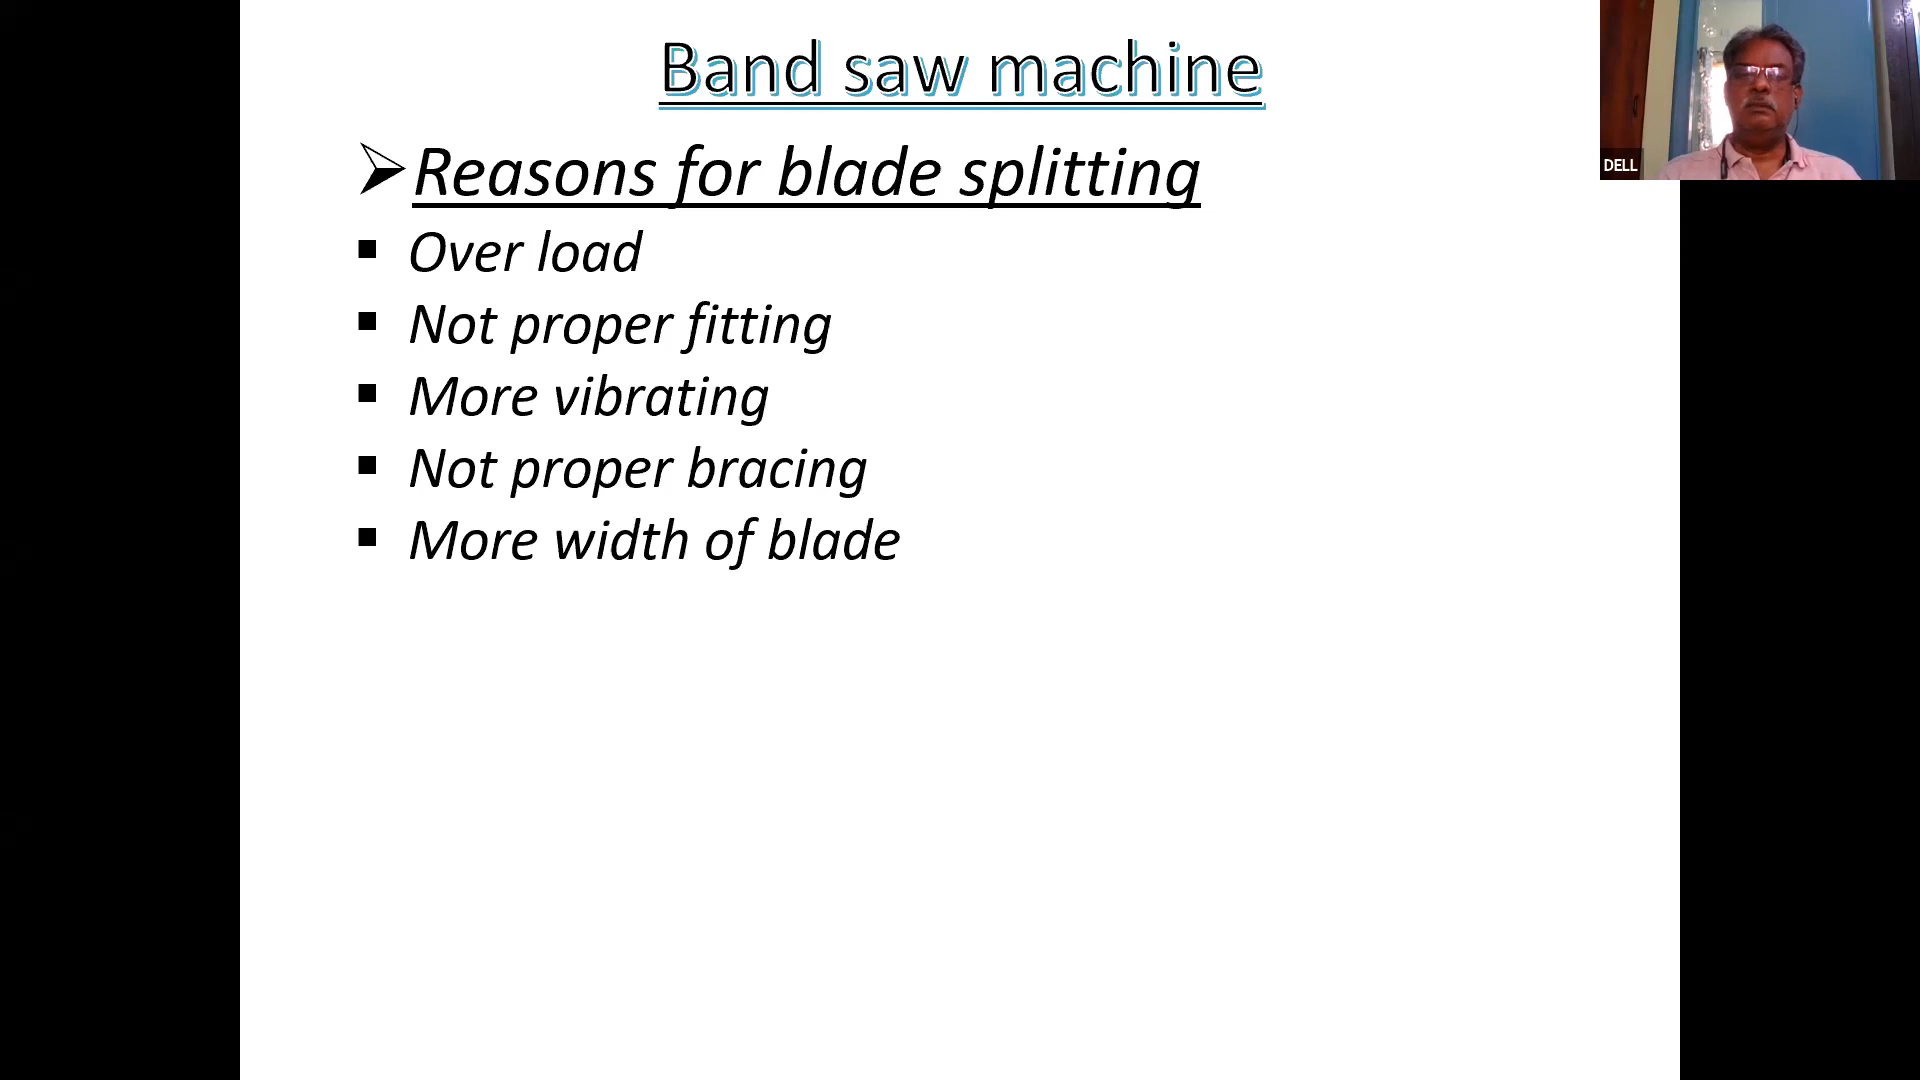 Band saw machine
Reasons for blade splitting
Over load
Not proper fitting
More vibrating
Not proper bracing
More width of blade
DELL